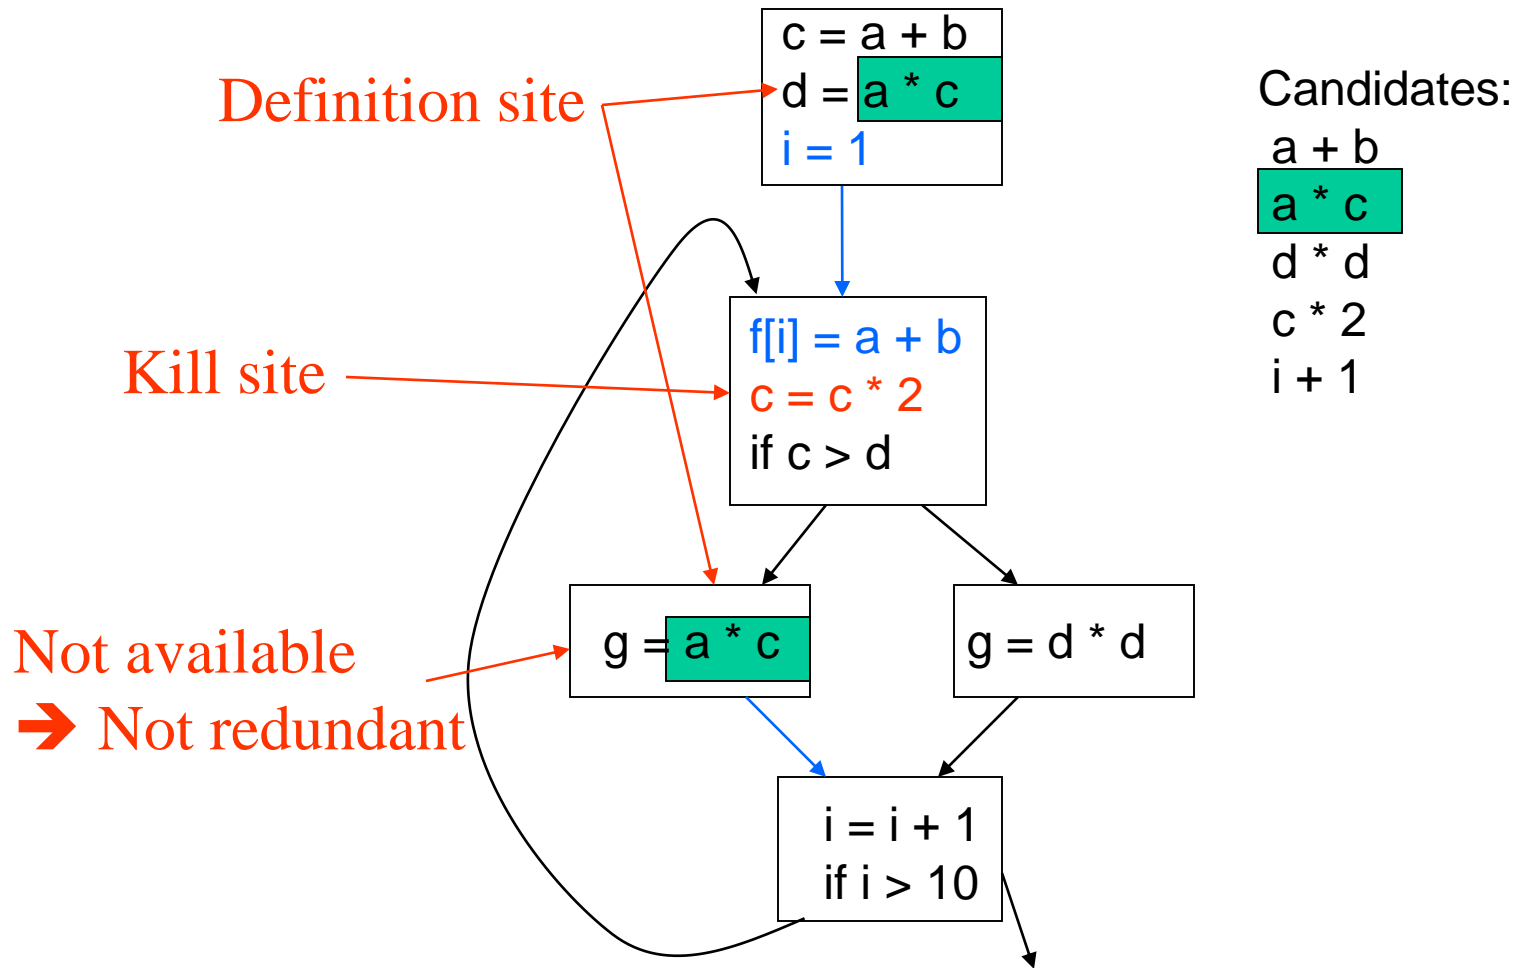 c = a + b
d = a * c
i = 1
Definition site
Candidates:
a + b
a * c
d * d
c * 2
i + 1
Kill site
f[i] = a + b
c = c * 2
if c > d
Not available
➔ Not redundant
g = a * c
g = d * d
i = i + 1
if i > 10